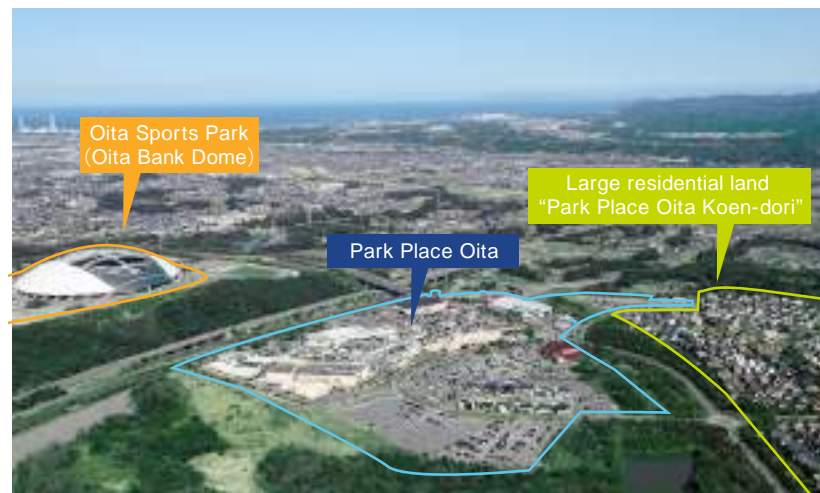 Oita Sports Park
（Oita Bank Dome）
Large residential land
“Park Place Oita Koen-dori”
Park Place Oita